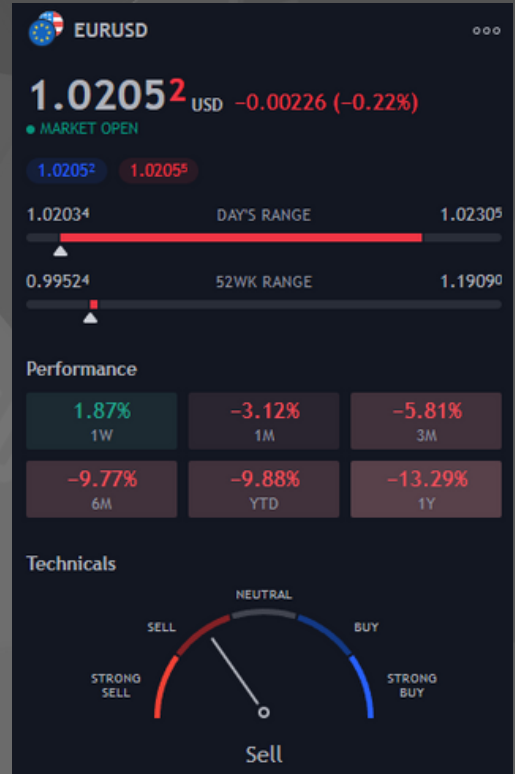 EURUSD
1.02052 USD −0.00226 (−0.22%)
MARKET OPEN
1.02052 1.02055
1.02034 DAY'S RANGE 1.02305
0.99524 52WK RANGE 1.19090
Performance
1.87% −3.12% −5.81%
1W 1M 3M
−9.77% −9.88% −13.29%
6M YTD 1Y
Technicals
NEUTRAL
SELL BUY
STRONG SELL STRONG BUY
Sell